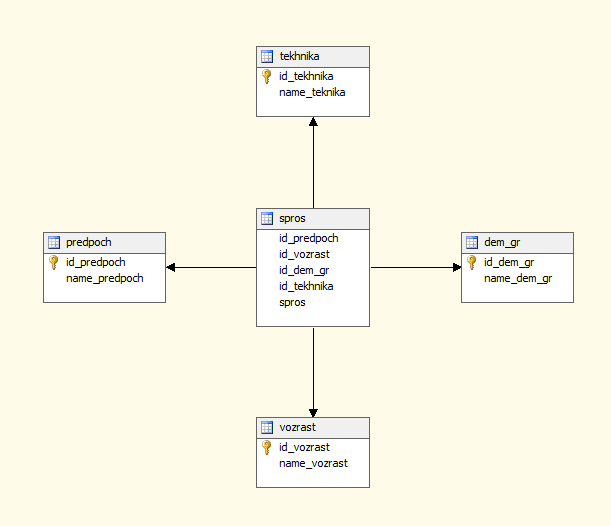 tekhnika
id_tekhnika
name_teknika
spros
id_predpoch
id_vozrast
id_dem_gr
id_tekhnika
spros
predpoch
id_predpoch
name_predpoch
dem_gr
id_dem_gr
name_dem_gr
vozrast
id_vozrast
name_vozrast